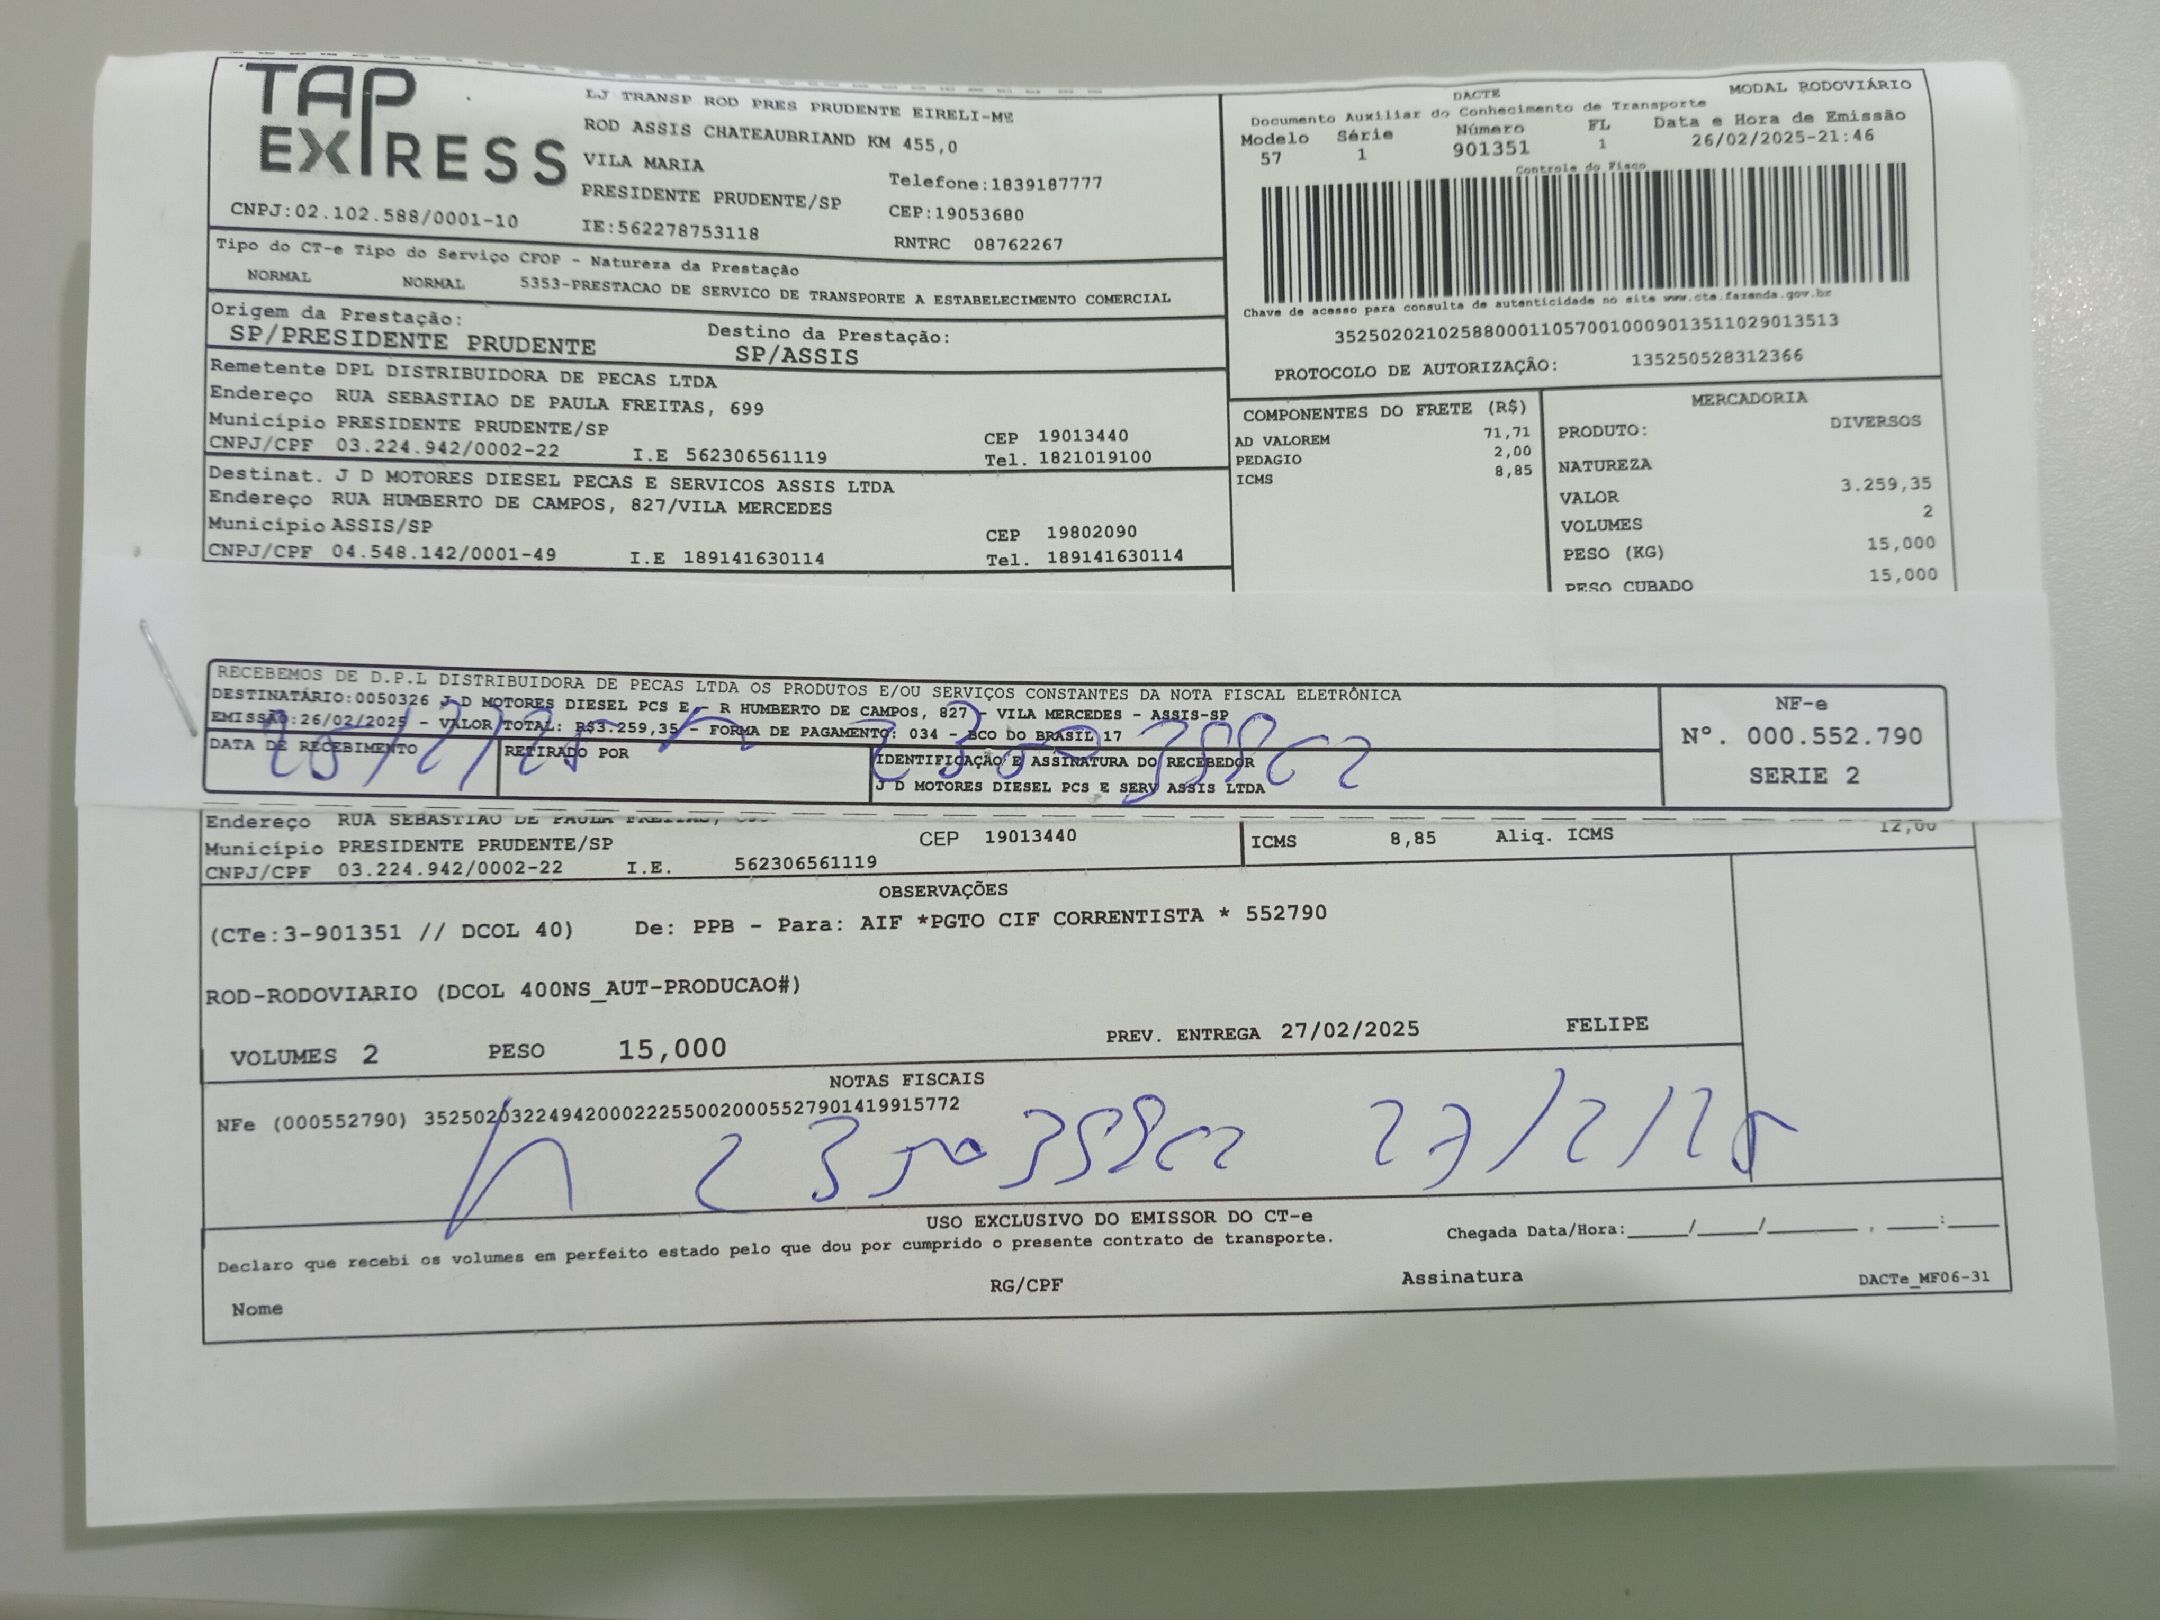 TAP EXPRESS
LJ TRANSP ROD PRES PRUDENTE EIRELI-ME
ROD ASSIS CHATEAUBRIAND KM 455,0
VILA MARIA
Telefone:1839187777
PRESIDENTE PRUDENTE/SP
CEP:19053680
CNPJ:02.102.588/0001-10
IE:562278753118
RNTRC 08762267
DACTE
MODAL RODOVIÁRIO
Documento Auxiliar do Conhecimento de Transporte
Modelo Série Número FL Data e Hora de Emissão
57 1 901351 1 26/02/2025-21:46
Controle do Fisco
Chave de acesso para consulta de autenticidade no site www.cte.fazenda.gov.br
35250202102588000110570010009013511029013513
PROTOCOLO DE AUTORIZAÇÃO: 135250528312366
Tipo do CT-e Tipo do Serviço CFOP - Natureza da Prestação
NORMAL NORMAL 5353-PRESTACAO DE SERVICO DE TRANSPORTE A ESTABELECIMENTO COMERCIAL
Origem da Prestação: Destino da Prestação:
SP/PRESIDENTE PRUDENTE SP/ASSIS
Remetente DPL DISTRIBUIDORA DE PECAS LTDA
Endereço RUA SEBASTIAO DE PAULA FREITAS, 699
Município PRESIDENTE PRUDENTE/SP CEP 19013440
CNPJ/CPF 03.224.942/0002-22 I.E 562306561119 Tel. 1821019100
Destinat. J D MOTORES DIESEL PECAS E SERVICOS ASSIS LTDA
Endereço RUA HUMBERTO DE CAMPOS, 827/VILA MERCEDES
Município ASSIS/SP CEP 19802090
CNPJ/CPF 04.548.142/0001-49 I.E 189141630114 Tel. 189141630114
COMPONENTES DO FRETE (R$)
AD VALOREM 71,71
PEDAGIO 2,00
ICMS 8,85
MERCADORIA
PRODUTO: DIVERSOS
NATUREZA
VALOR 3.259,35
VOLUMES 2
PESO (KG) 15,000
PESO CUBADO 15,000
RECEBEMOS DE D.P.L DISTRIBUIDORA DE PECAS LTDA OS PRODUTOS E/OU SERVIÇOS CONSTANTES DA NOTA FISCAL ELETRÔNICA
DESTINATÁRIO:0050326 J D MOTORES DIESEL PCS E - R HUMBERTO DE CAMPOS, 827 - VILA MERCEDES - ASSIS-SP
EMISSÃO:26/02/2025 - VALOR TOTAL: R$3.259,35 - FORMA DE PAGAMENTO: 034 - BCO DO BRASIL 17
DATA DE RECEBIMENTO RETIRADO POR IDENTIFICAÇÃO E ASSINATURA DO RECEBEDOR
J D MOTORES DIESEL PCS E SERV ASSIS LTDA
NF-e
Nº. 000.552.790
SERIE 2
Endereço RUA SEBASTIAO DE PAULA FREITAS,
Município PRESIDENTE PRUDENTE/SP CEP 19013440
CNPJ/CPF 03.224.942/0002-22 I.E. 562306561119
ICMS 8,85 Aliq. ICMS 12,00
OBSERVAÇÕES
(CTe:3-901351 // DCOL 40) De: PPB - Para: AIF *PGTO CIF CORRENTISTA * 552790
ROD-RODOVIARIO (DCOL 400NS_AUT-PRODUCAO#)
VOLUMES 2 PESO 15,000 PREV. ENTREGA 27/02/2025 FELIPE
NOTAS FISCAIS
NFe (000552790) 35250203224942000222550020005527901419915772
27/2/25
USO EXCLUSIVO DO EMISSOR DO CT-e
Declaro que recebi os volumes em perfeito estado pelo que dou por cumprido o presente contrato de transporte.
Chegada Data/Hora:____/____/______ , ___:___
Nome RG/CPF Assinatura DACTe_MF06-31